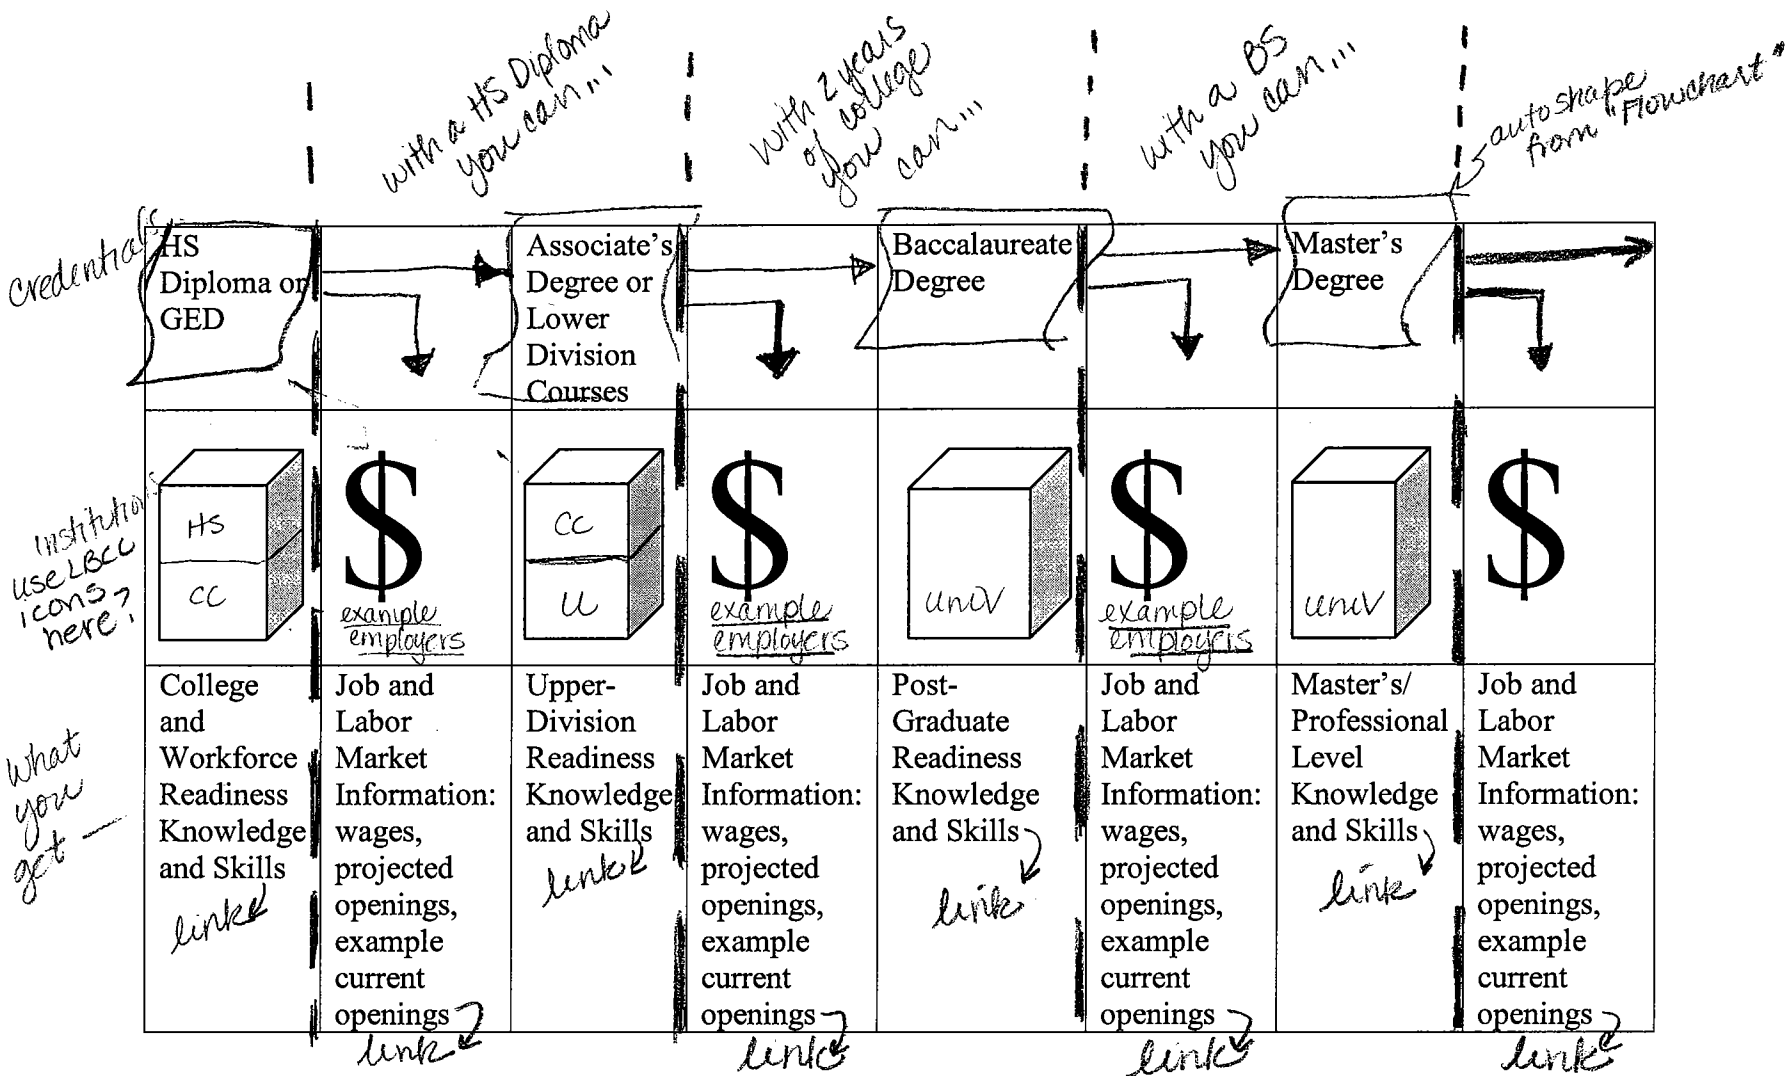 with a HS Diploma
you can...
with 2 years
of college
you
can...
with a BS
you can...
autoshape
from "Flowchart"
Credentials
HS
Diploma or
GED
Associate's
Degree or
Lower
Division
Courses
Baccalaureate
Degree
Master's
Degree
Institutions
use LBCC
icons
here?
HS
CC
$
example
employers
CC
U
$
example
employers
univ
$
example
employers
univ
$
What
you
get —
College
and
Workforce
Readiness
Knowledge
and Skills
link
Job and
Labor
Market
Information:
wages,
projected
openings,
example
current
openings
link
Upper-
Division
Readiness
Knowledge
and Skills
link
Job and
Labor
Market
Information:
wages,
projected
openings,
example
current
openings
link
Post-
Graduate
Readiness
Knowledge
and Skills
link
Job and
Labor
Market
Information:
wages,
projected
openings,
example
current
openings
link
Master's/
Professional
Level
Knowledge
and Skills
link
Job and
Labor
Market
Information:
wages,
projected
openings,
example
current
openings
link